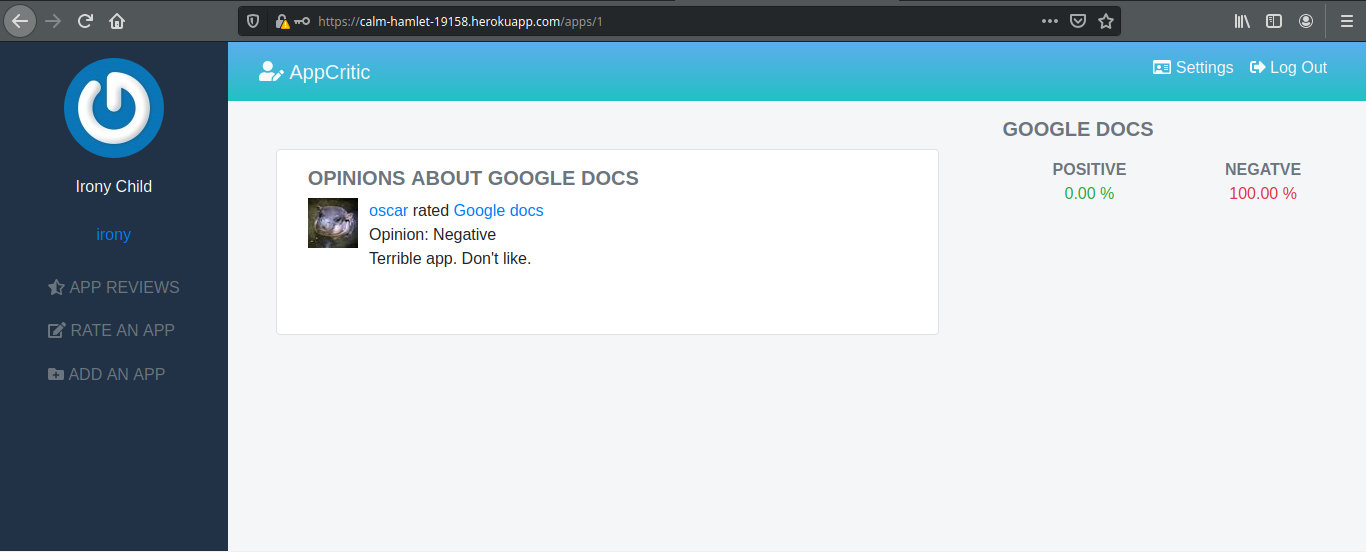 https://calm-hamlet-19158.herokuapp.com/apps/1
AppCritic
Settings
Log Out
Irony Child
irony
APP REVIEWS
RATE AN APP
ADD AN APP
OPINIONS ABOUT GOOGLE DOCS
oscar rated Google docs
Opinion: Negative
Terrible app. Don't like.
GOOGLE DOCS
POSITIVE NEGATVE
0.00 % 100.00 %